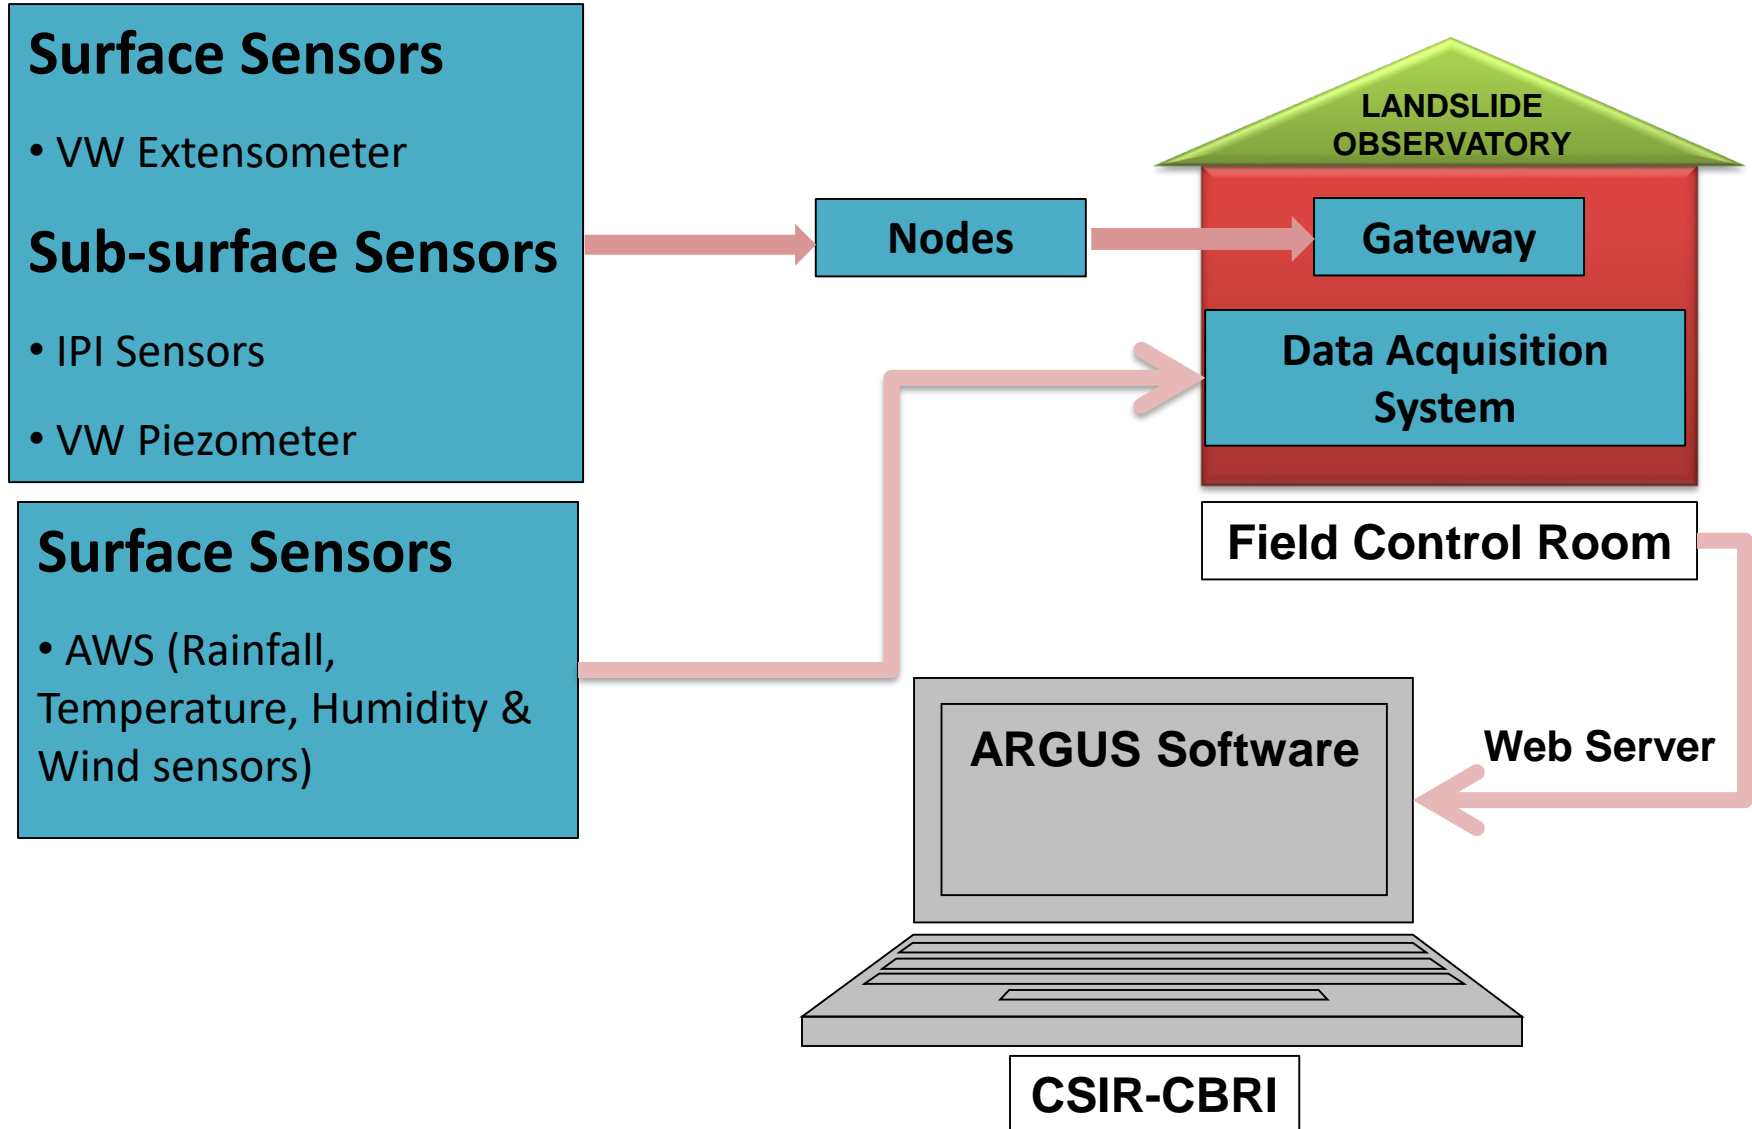 Surface Sensors
• VW Extensometer
Sub-surface Sensors
• IPI Sensors
• VW Piezometer
Surface Sensors
• AWS (Rainfall,
Temperature, Humidity &
Wind sensors)
Nodes
LANDSLIDE
OBSERVATORY
Gateway
Data Acquisition
System
Field Control Room
Web Server
ARGUS Software
CSIR-CBRI